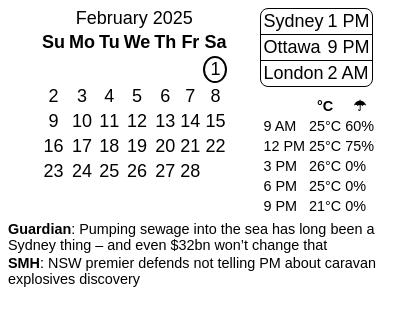 February 2025
Su Mo Tu We Th Fr Sa
1
2 3 4 5 6 7 8
9 10 11 12 13 14 15
16 17 18 19 20 21 22
23 24 25 26 27 28
Sydney 1 PM
Ottawa 9 PM
London 2 AM
°C ☂
9 AM 25°C 60%
12 PM 25°C 75%
3 PM 26°C 0%
6 PM 25°C 0%
9 PM 21°C 0%
Guardian: Pumping sewage into the sea has long been a
Sydney thing – and even $32bn won’t change that
SMH: NSW premier defends not telling PM about caravan
explosives discovery